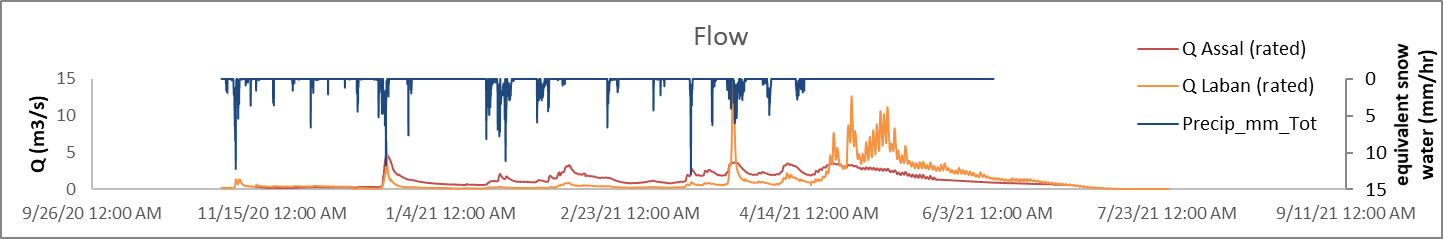 Flow
Q Assal (rated)
Q Laban (rated)
Precip_mm_Tot
Q (m3/s)
15
10
5
0
0
5
10
15
equivalent snow
water (mm/hr)
9/26/20 12:00 AM
11/15/20 12:00 AM
1/4/21 12:00 AM
2/23/21 12:00 AM
4/14/21 12:00 AM
6/3/21 12:00 AM
7/23/21 12:00 AM
9/11/21 12:00 AM